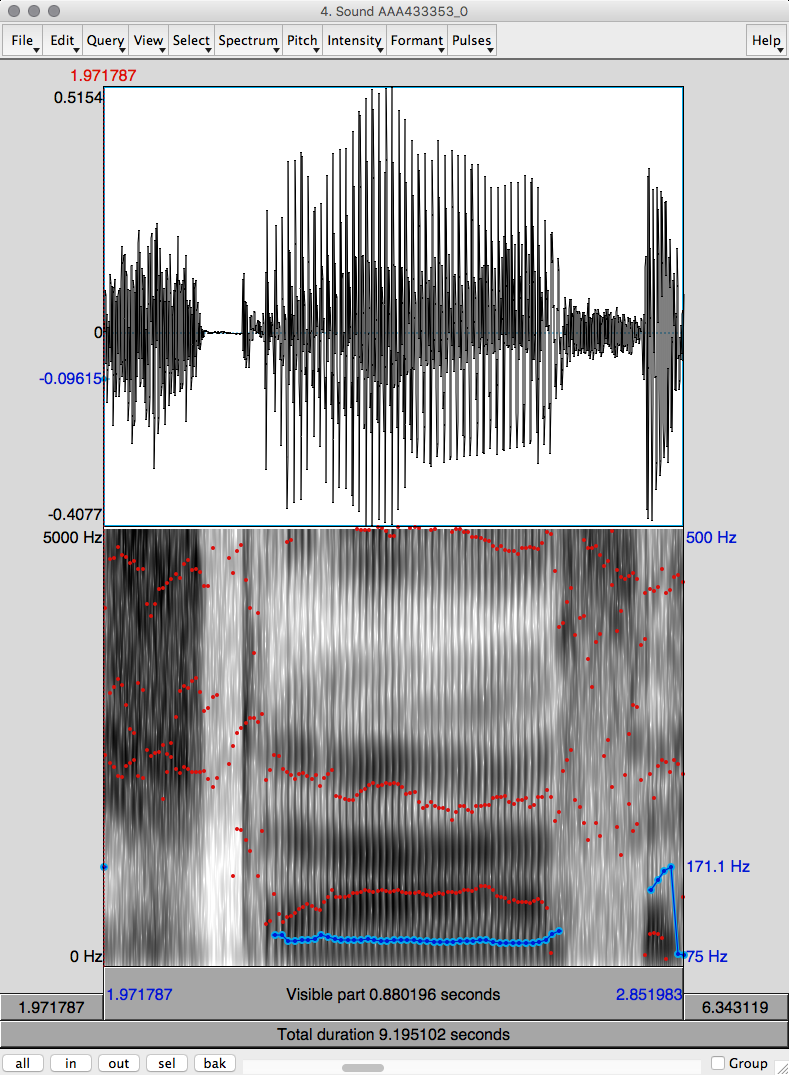 4. Sound AAA433353_0
File Edit Query View Select Spectrum Pitch Intensity Formant Pulses Help
1.971787
0.5154
0
-0.09615
-0.4077
5000 Hz 500 Hz
171.1 Hz
0 Hz 75 Hz
1.971787 Visible part 0.880196 seconds 2.851983
1.971787 6.343119
Total duration 9.195102 seconds
all in out sel bak Group